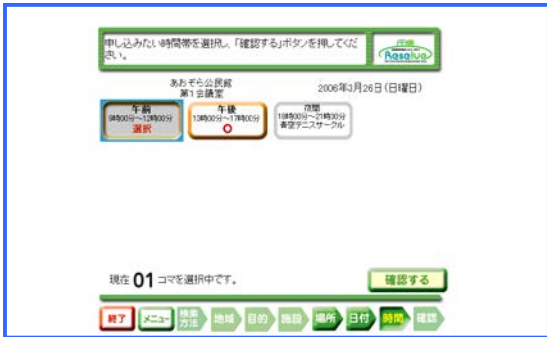 申し込みたい時間帯を選択し、「確認する」ボタンを押してくだ
さい。
Resalve
あおぞら公民館
第1会議室
2006年3月26日(日曜日)
午前
9時00分～12時00分
選択
午後
13時00分～17時00分
○
夜間
18時00分～21時30分
青空テニスサークル
現在 01 コマを選択中です。
確認する
終了
メニュー
検索
方法
地域
目的
施設
場所
日付
時間
確認